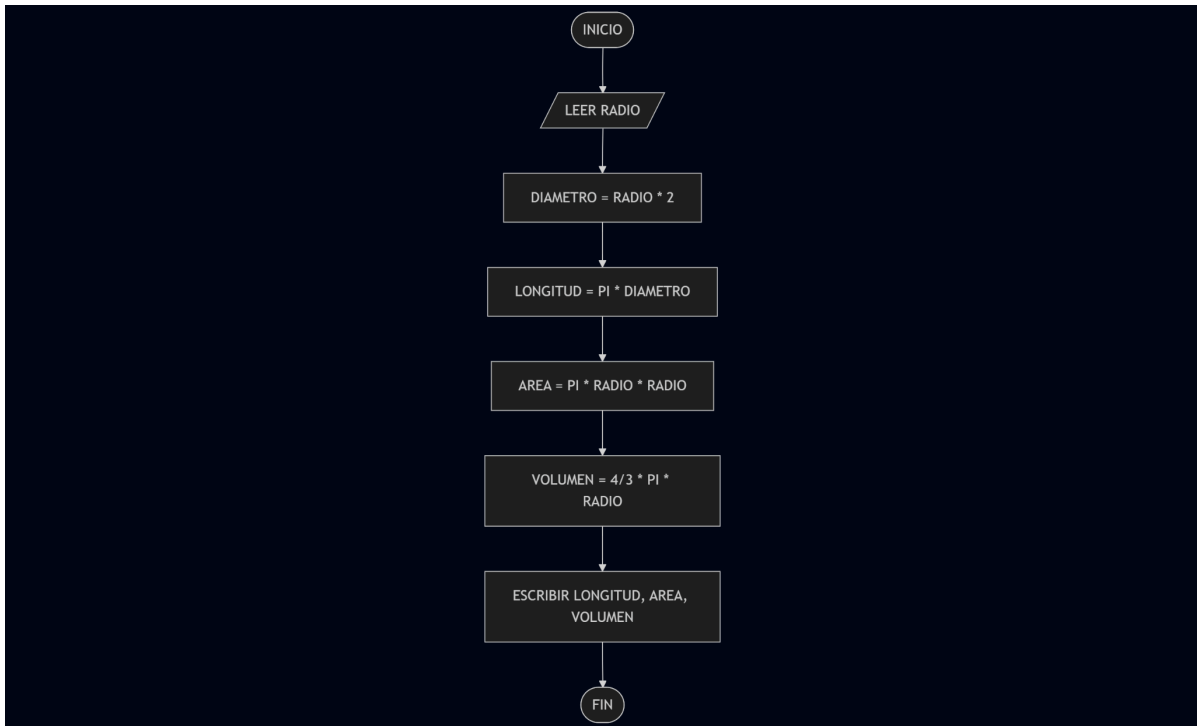 INICIO
LEER RADIO
DIAMETRO = RADIO * 2
LONGITUD = PI * DIAMETRO
AREA = PI * RADIO * RADIO
VOLUMEN = 4/3 * PI *
RADIO
ESCRIBIR LONGITUD, AREA,
VOLUMEN
FIN